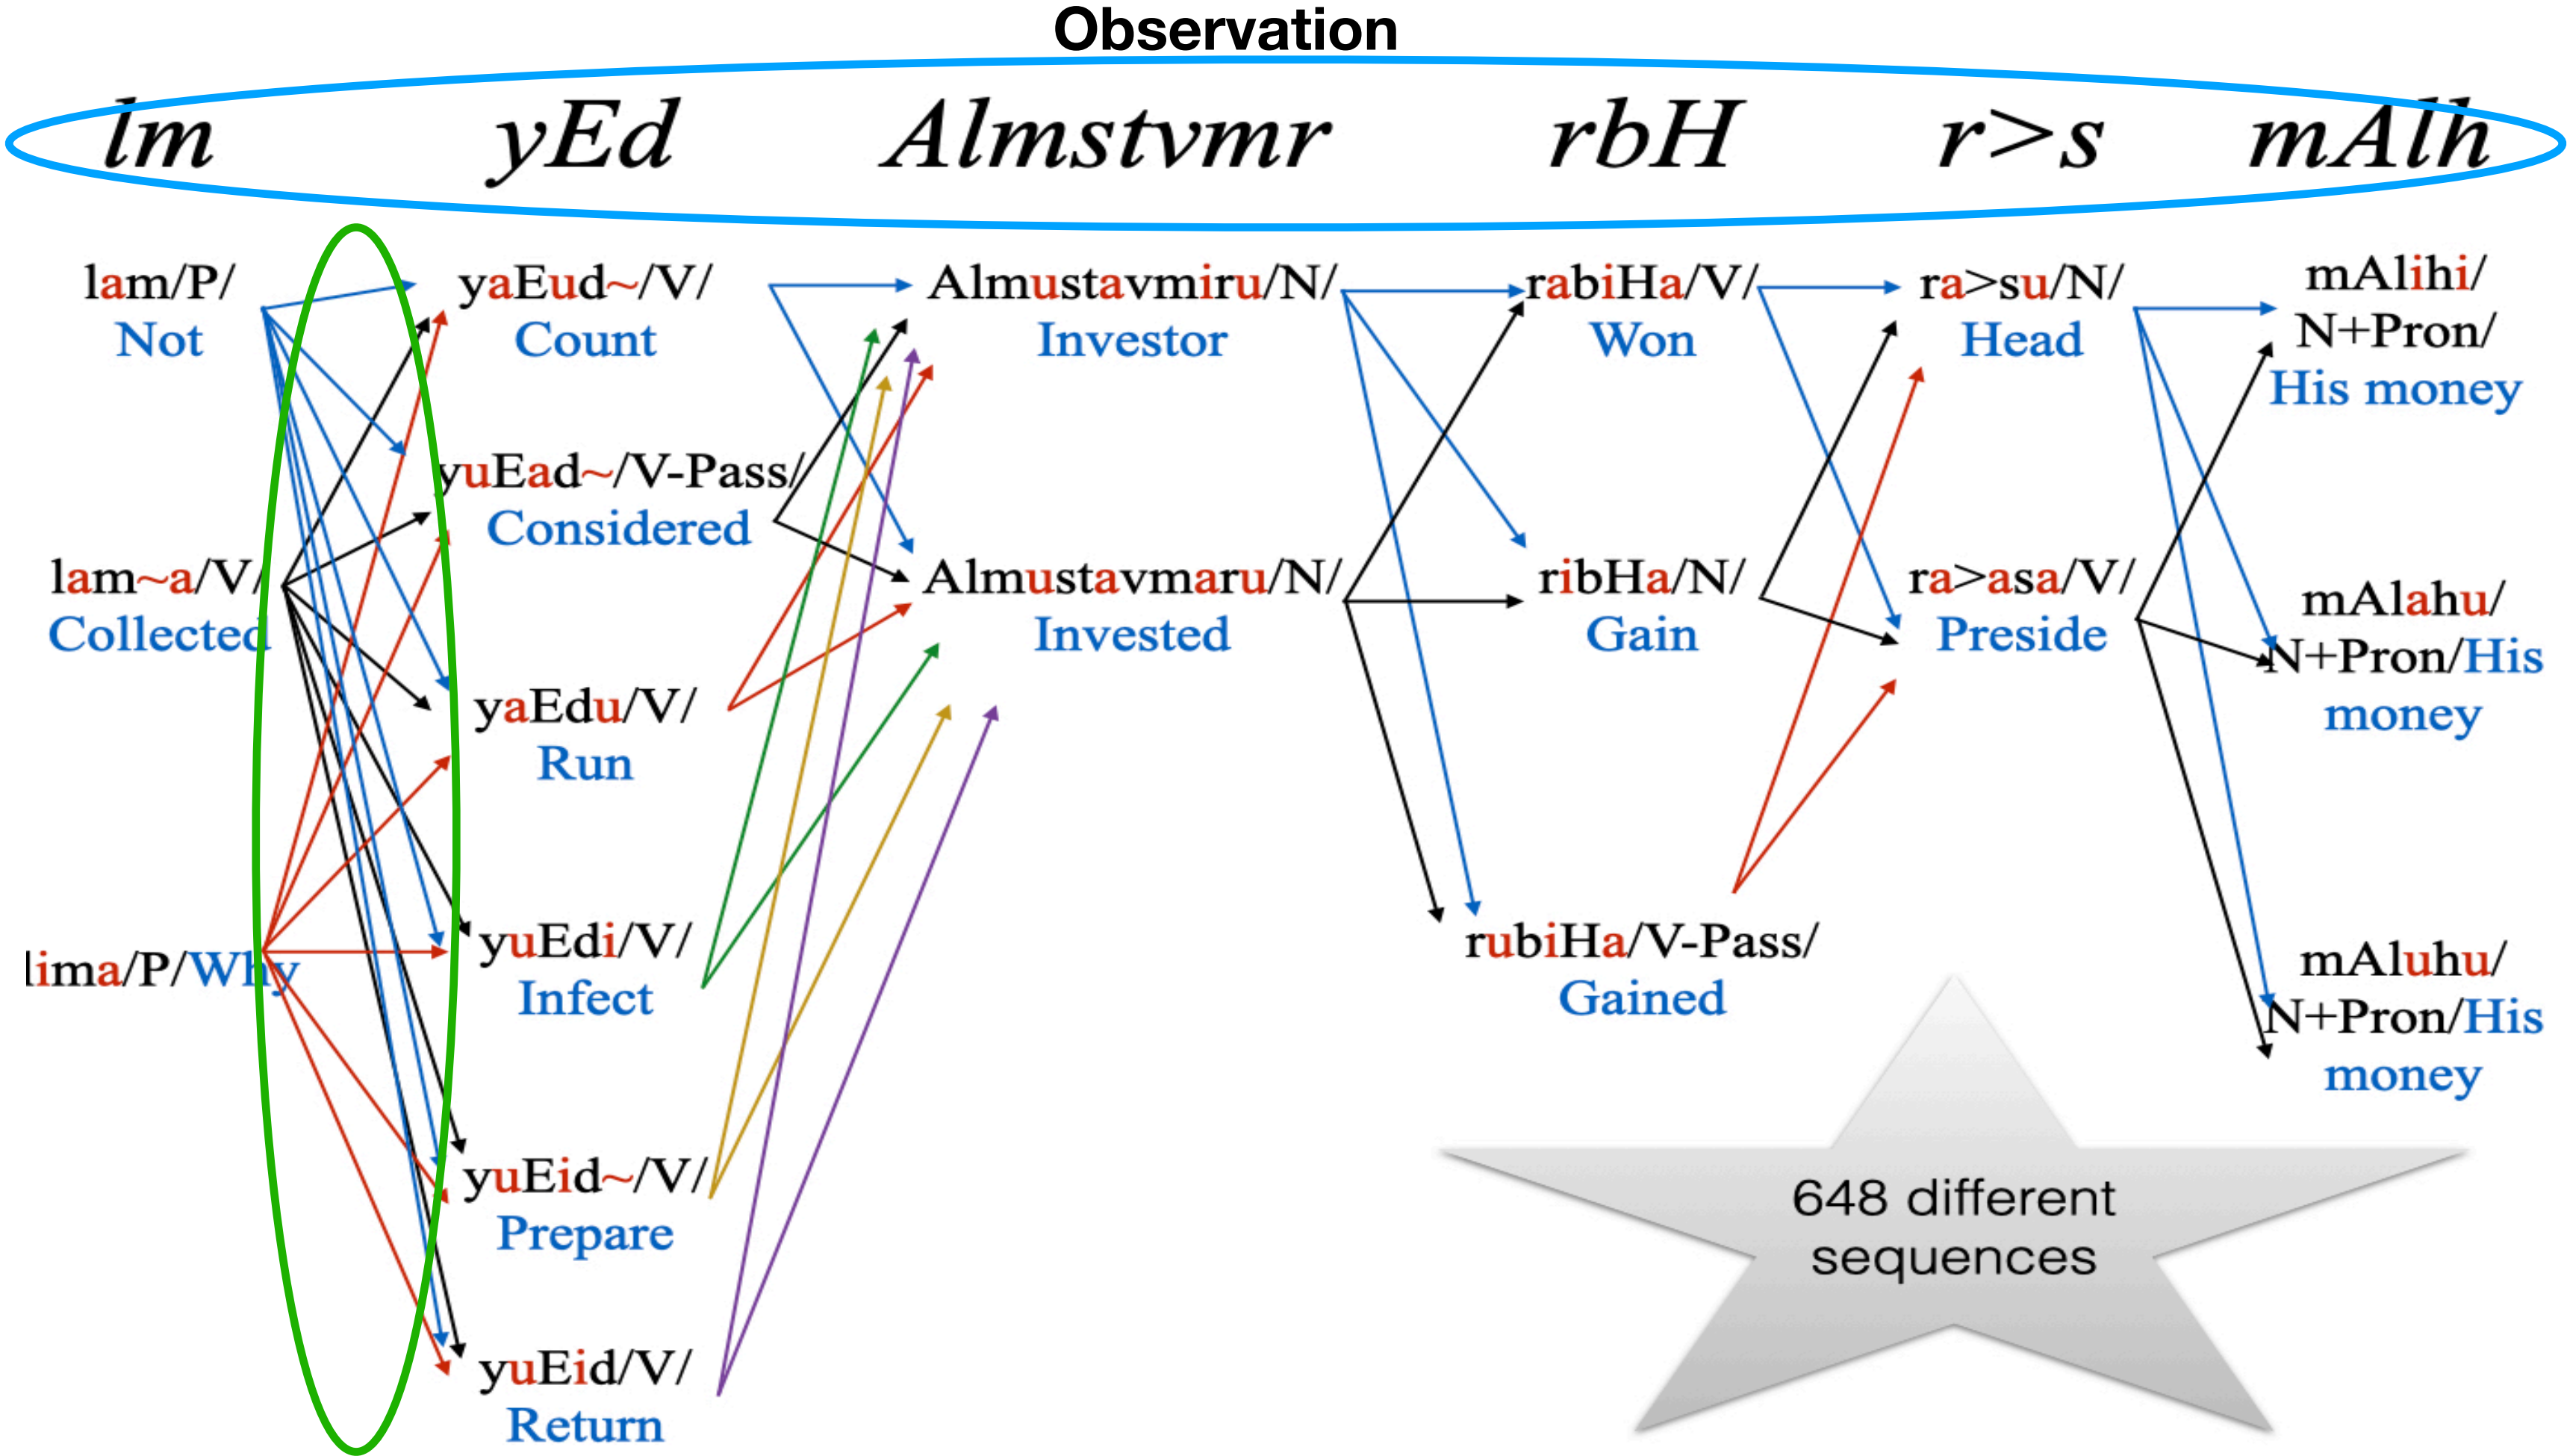 Observation
lm yEd Almstvmr rbH r>s mAlh
lam/P/
Not
lam~a/V/
Collected
lima/P/Why
yaEud~/V/
Count
yuEad~/V-Pass/
Considered
yaEdu/V/
Run
yuEdi/V/
Infect
yuEid~/V/
Prepare
yuEid/V/
Return
Almustavmiru/N/
Investor
Almustavmaru/N/
Invested
rabiHa/V/
Won
ribHa/N/
Gain
rubiHa/V-Pass/
Gained
ra>su/N/
Head
ra>asa/V/
Preside
mAlihi/
N+Pron/
His money
mAlahu/
N+Pron/His
money
mAluhu/
N+Pron/His
money
648 different
sequences